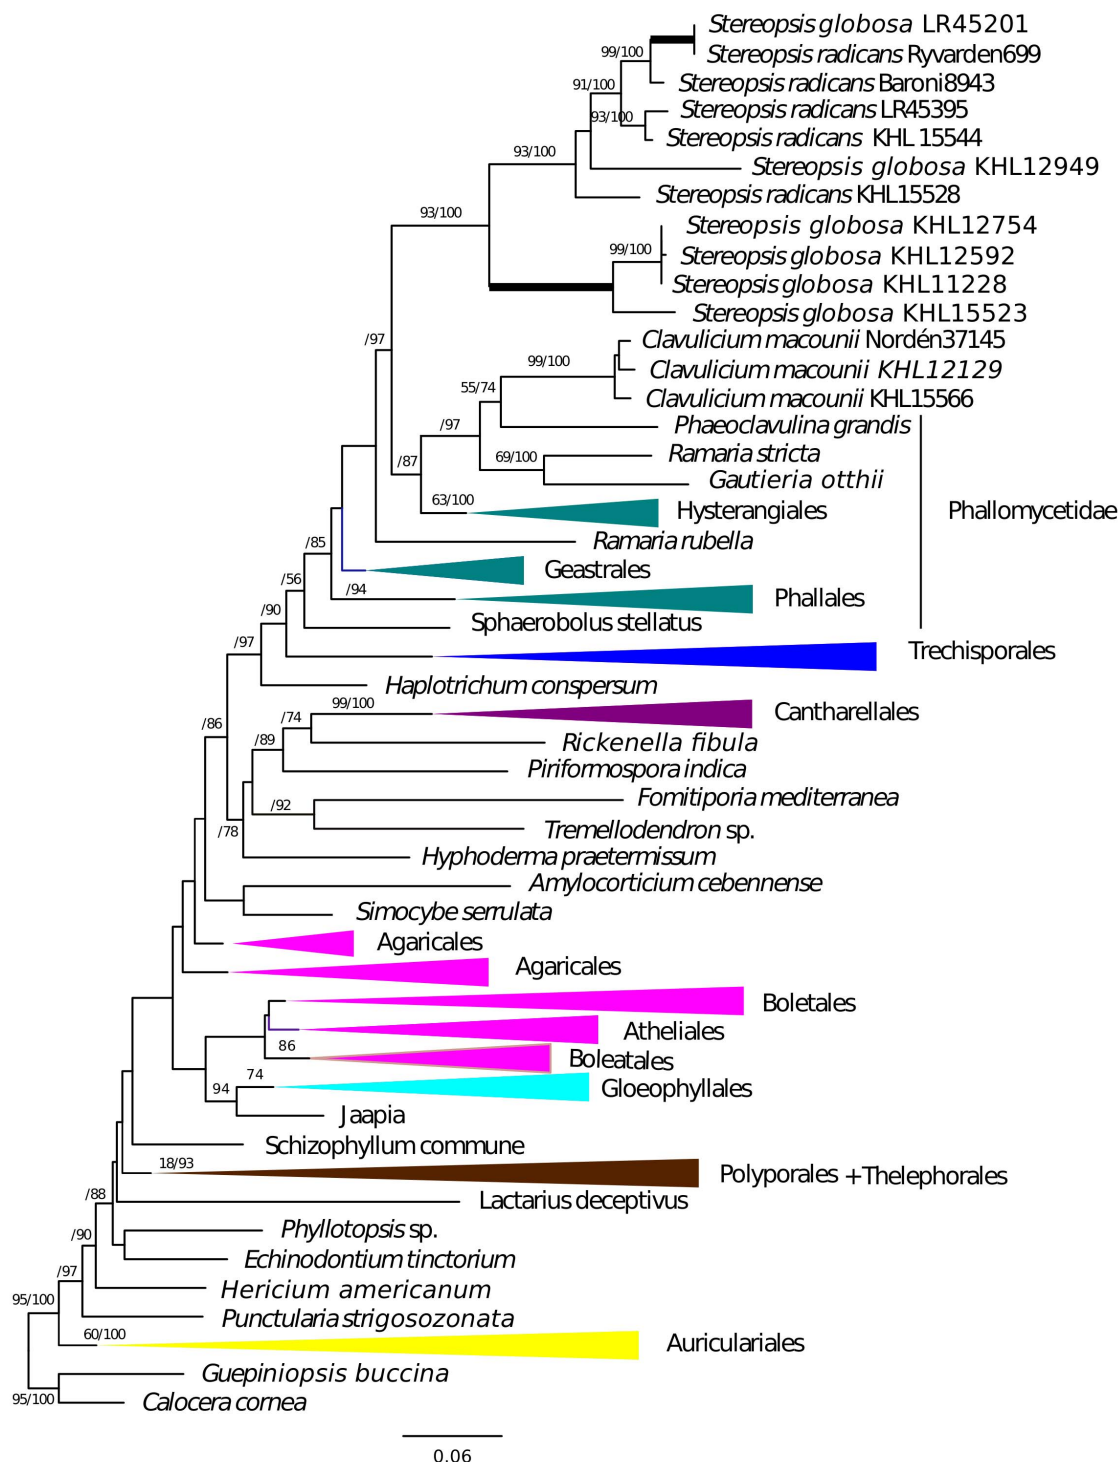 Stereopsis globosa LR45201
Stereopsis radicans Ryvarden699
99/100
Stereopsis radicans Baroni8943
91/100
Stereopsis radicans LR45395
93/100
Stereopsis radicans KHL 15544
93/100
Stereopsis globosa KHL12949
Stereopsis radicans KHL15528
93/100
Stereopsis globosa KHL12754
99/100
Stereopsis globosa KHL12592
Stereopsis globosa KHL11228
Stereopsis globosa KHL15523
/97
Clavulicium macounii Nordén37145
99/100
Clavulicium macounii KHL12129
55/74
Clavulicium macounii KHL15566
/97
Phaeoclavulina grandis
69/100
Ramaria stricta
/87
Gautieria otthii
63/100
Hysterangiales
Phallomycetidae
Ramaria rubella
/85
Geastrales
/56
/94
Phallales
/90
Sphaerobolus stellatus
/97
Trechisporales
Haplotrichum conspersum
99/100
Cantharellales
/86
/74
Rickenella fibula
/89
Piriformospora indica
/92
Fomitiporia mediterranea
/78
Tremellodendron sp.
Hyphoderma praetermissum
Amylocorticium cebennense
Simocybe serrulata
Agaricales
Agaricales
Boletales
Atheliales
86
Boleatales
74
94
Gloeophyllales
Jaapia
Schizophyllum commune
18/93
Polyporales +Thelephorales
/88
Lactarius deceptivus
Phyllotopsis sp.
/90
Echinodontium tinctorium
/97
Hericium americanum
95/100
Punctularia strigosozonata
60/100
Auriculariales
Guepiniopsis buccina
95/100
Calocera cornea
0.06